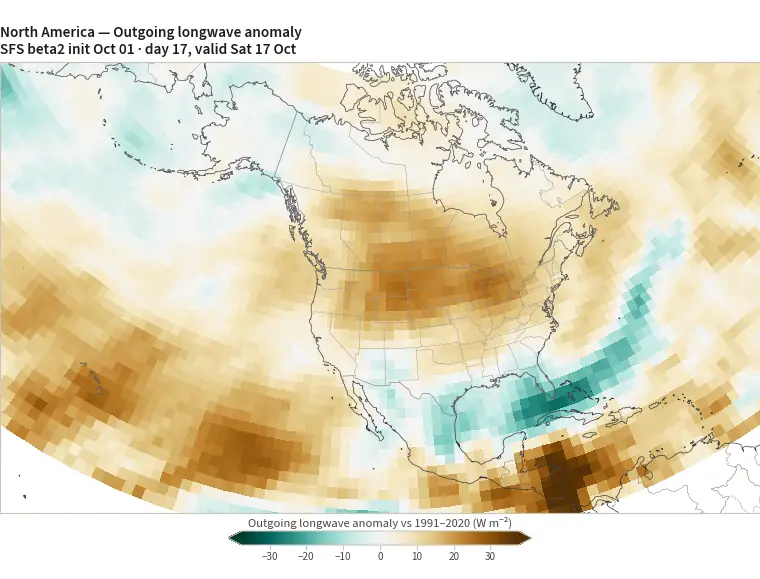 North America — Outgoing longwave anomaly
SFS beta2 init Oct 01 · day 17, valid Sat 17 Oct
Outgoing longwave anomaly vs 1991–2020 (W m⁻²)
−30 −20 −10 0 10 20 30